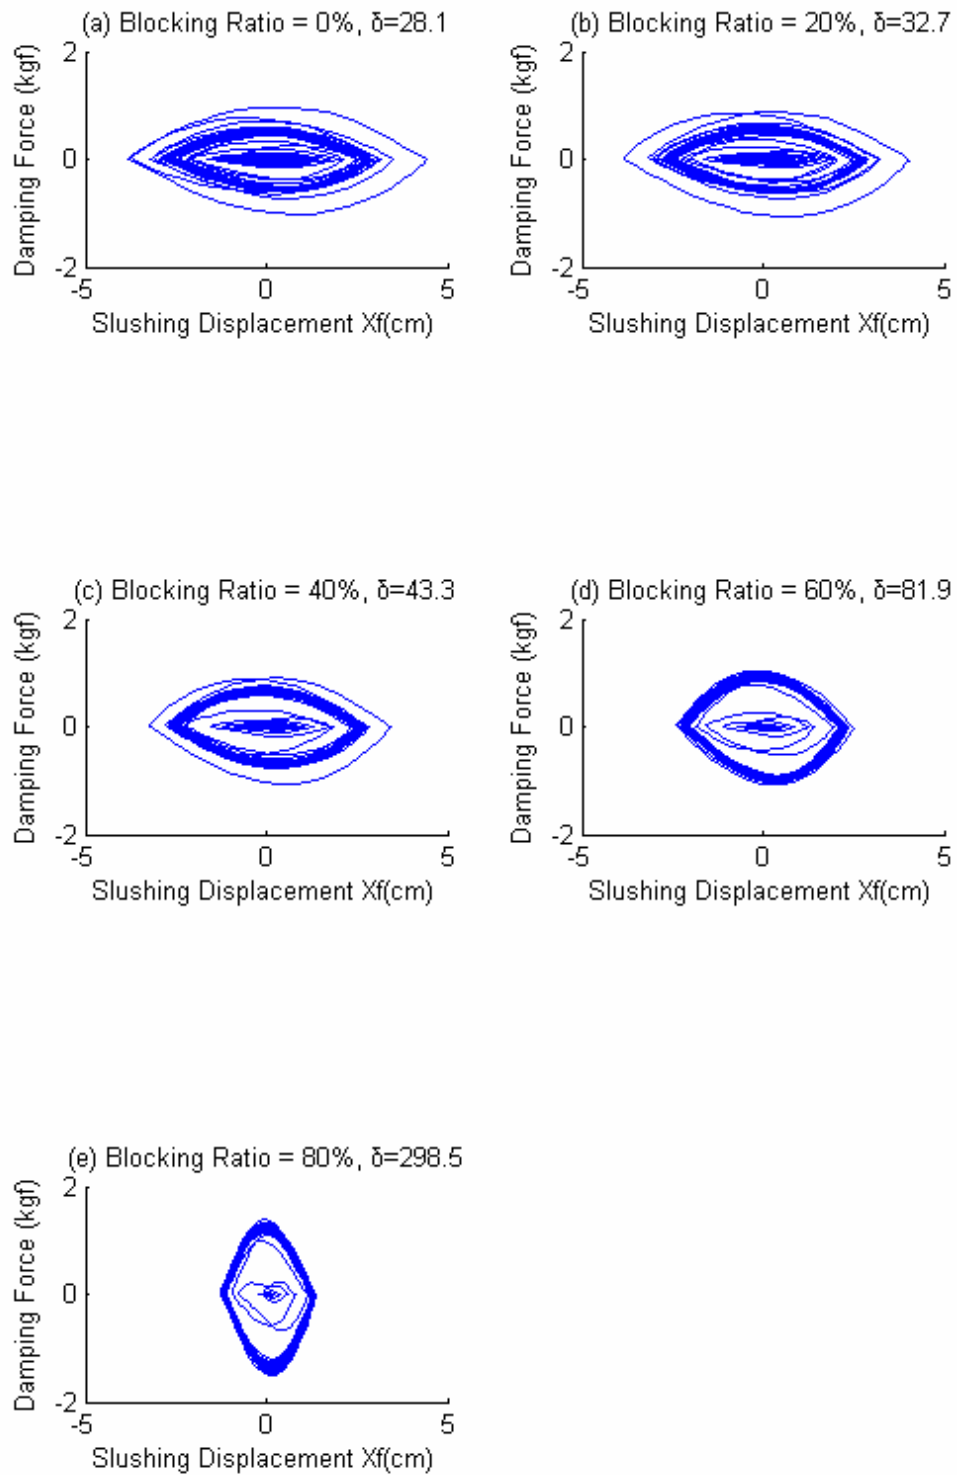 (a) Blocking Ratio = 0%, δ=28.1
2
0
-2
Damping Force (kgf)
-5
0
5
Slushing Displacement Xf(cm)
(b) Blocking Ratio = 20%, δ=32.7
2
0
-2
Damping Force (kgf)
-5
0
5
Slushing Displacement Xf(cm)
(c) Blocking Ratio = 40%, δ=43.3
2
0
-2
Damping Force (kgf)
-5
0
5
Slushing Displacement Xf(cm)
(d) Blocking Ratio = 60%, δ=81.9
2
0
-2
Damping Force (kgf)
-5
0
5
Slushing Displacement Xf(cm)
(e) Blocking Ratio = 80%, δ=298.5
2
0
-2
Damping Force (kgf)
-5
0
5
Slushing Displacement Xf(cm)